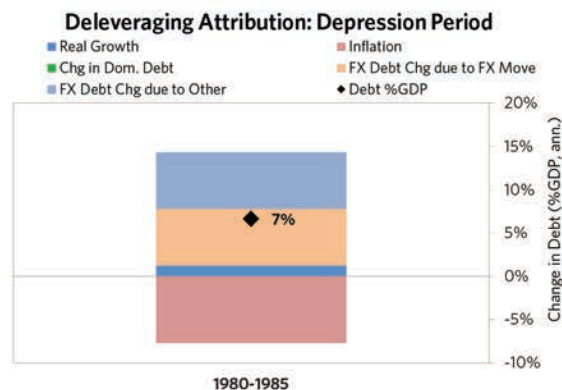 Deleveraging Attribution: Depression Period
Real Growth
Inflation
Chg in Dom. Debt
FX Debt Chg due to FX Move
FX Debt Chg due to Other
Debt %GDP
20%
15%
10%
5%
0%
-5%
-10%
7%
Change in Debt (%GDP, ann.)
1980-1985